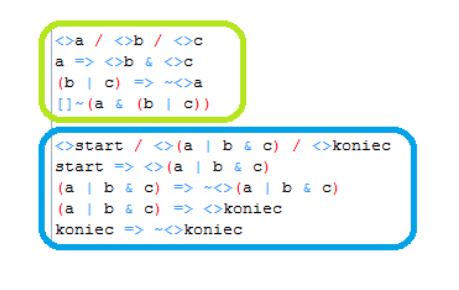 <>a / <>b / <>c
a => <>b & <>c
(b | c) => ~<>a
[]~(a & (b | c))
<>start / <>(a | b & c) / <>koniec
start => <>(a | b & c)
(a | b & c) => ~<>(a | b & c)
(a | b & c) => <>koniec
koniec => ~<>koniec